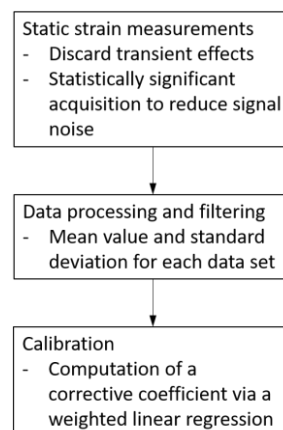 Static strain measurements
- Discard transient effects
- Statistically significant
acquisition to reduce signal
noise
Data processing and filtering
- Mean value and standard
deviation for each data set
Calibration
- Computation of a
corrective coefficient via a
weighted linear regression